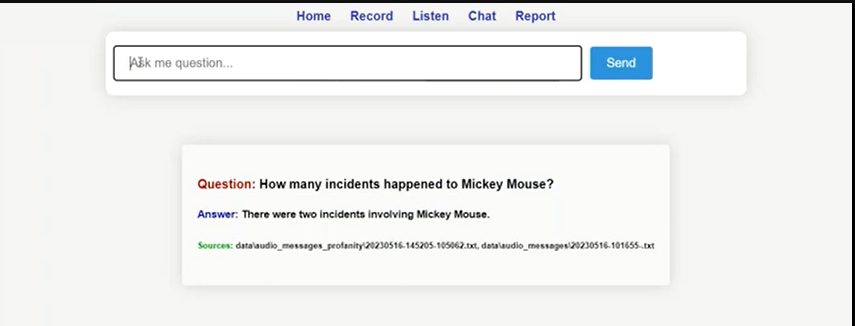 Home Record Listen Chat Report
Ask me question...
Send
Question: How many incidents happened to Mickey Mouse?
Answer: There were two incidents involving Mickey Mouse.
Sources: data\audio_messages_profanity\20230516-145205-105062.txt, data\audio_messages\20230516-101655-.txt